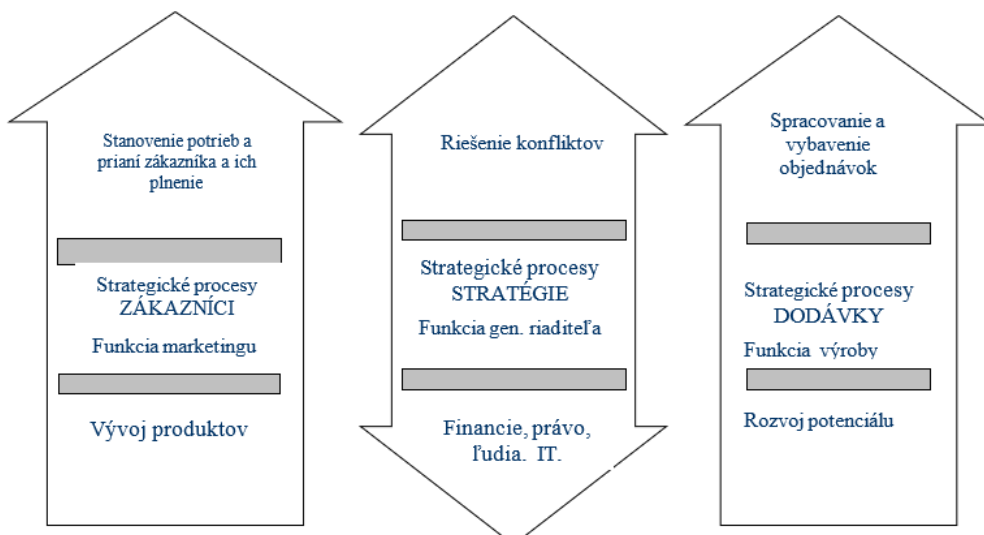 Stanovenie potrieb a
prianí zákazníka a ich
plnenie
Strategické procesy
ZÁKAZNÍCI
Funkcia marketingu
Vývoj produktov
Riešenie konfliktov
Strategické procesy
STRATÉGIE
Funkcia gen. riaditeľa
Financie, právo,
ľudia. IT.
Spracovanie a
vybavenie
objednávok
Strategické procesy
DODÁVKY
Funkcia výroby
Rozvoj potenciálu